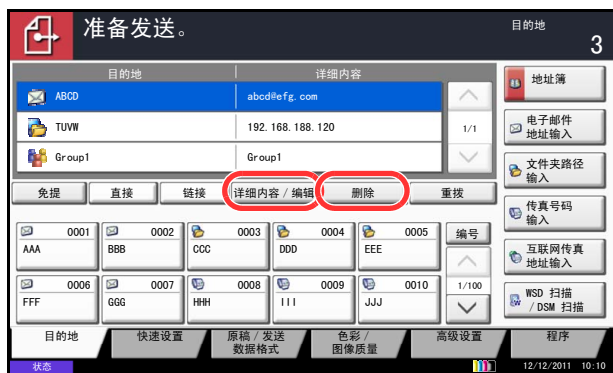 准备发送。
目的地
3
目的地 详细内容
ABCD abcd@efg.com
TUVW 192.168.188.120 1/1
Group1 Group1
地址簿
电子邮件
地址输入
文件夹路径
输入
传真号码
输入
互联网传真
地址输入
WSD 扫描
/ DSM 扫描
免提 直接 链接 详细内容 / 编辑 删除 重拨
0001 0002 0003 0004 0005 编号
AAA BBB CCC DDD EEE
0006 0007 0008 0009 0010 1/100
FFF GGG HHH III JJJ
目的地 快速设置 原稿 / 发送
数据格式 色彩 /
图像质量 高级设置 程序
状态 12/12/2011 10:10